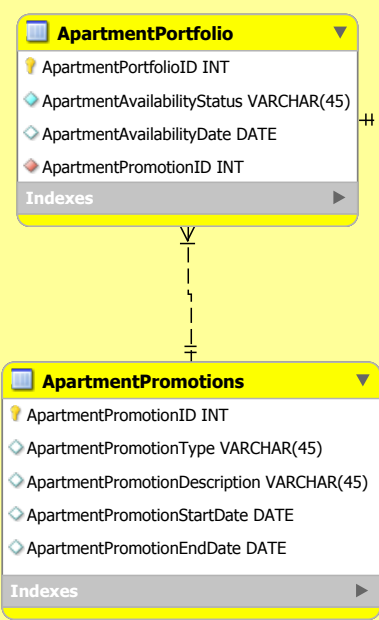 ApartmentPortfolio
ApartmentPortfolioID INT
ApartmentAvailabilityStatus VARCHAR(45)
ApartmentAvailabilityDate DATE
ApartmentPromotionID INT
Indexes
ApartmentPromotions
ApartmentPromotionID INT
ApartmentPromotionType VARCHAR(45)
ApartmentPromotionDescription VARCHAR(45)
ApartmentPromotionStartDate DATE
ApartmentPromotionEndDate DATE
Indexes